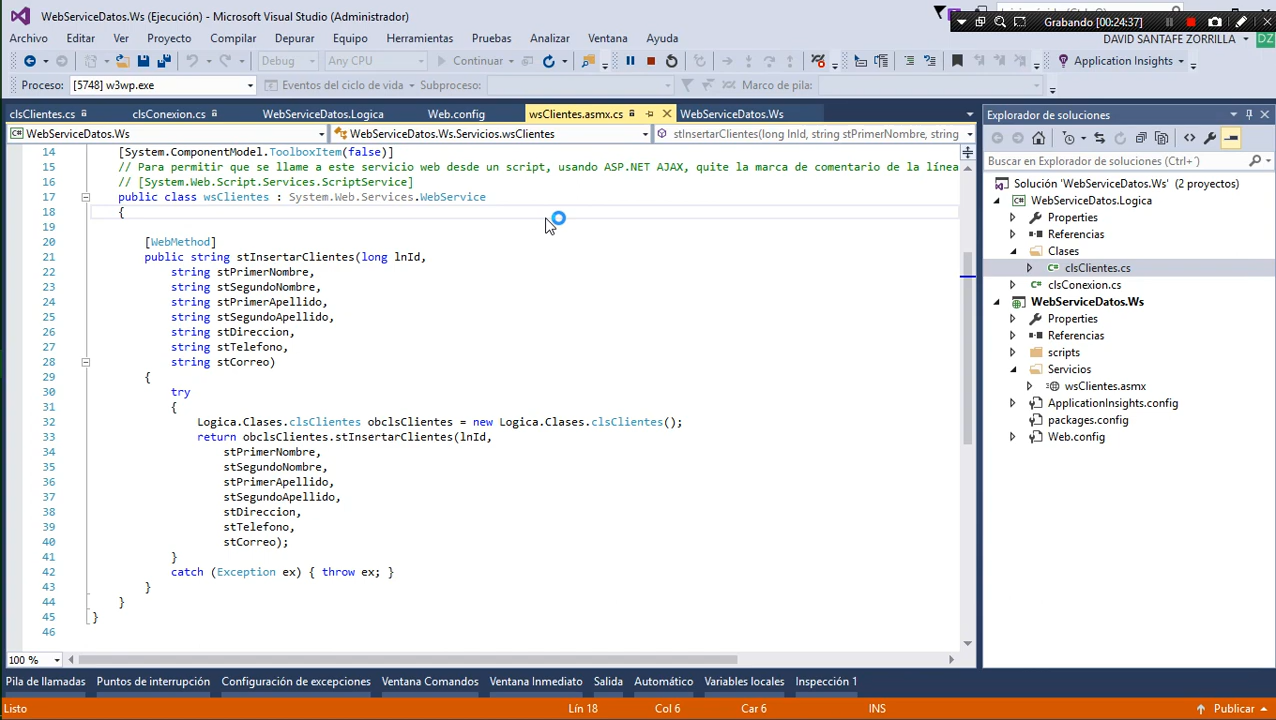 WebServiceDatos.Ws (Ejecución) - Microsoft Visual Studio (Administrador)
Grabando 00:24:37
Archivo Editar Ver Proyecto Compilar Depurar Equipo Herramientas Pruebas Analizar Ventana Ayuda
DAVID SANTAFE ZORRILLA DZ
Debug Any CPU Continuar Application Insights
Proceso: [5748] w3wp.exe Eventos del ciclo de vida Subproceso: Marco de pila:
clsClientes.cs clsConexion.cs WebServiceDatos.Logica Web.config wsClientes.asmx.cs WebServiceDatos.Ws
WebServiceDatos.Ws WebServiceDatos.Ws.Servicios.wsClientes stInsertarClientes(long lnId, string stPrimerNombre, string
14 [System.ComponentModel.ToolboxItem(false)]
15 // Para permitir que se llame a este servicio web desde un script, usando ASP.NET AJAX, quite la marca de comentario de la línea
16 // [System.Web.Script.Services.ScriptService]
17 public class wsClientes : System.Web.Services.WebService
18 {
19
20 [WebMethod]
21 public string stInsertarClientes(long lnId,
22 string stPrimerNombre,
23 string stSegundoNombre,
24 string stPrimerApellido,
25 string stSegundoApellido,
26 string stDireccion,
27 string stTelefono,
28 string stCorreo)
29 {
30 try
31 {
32 Logica.Clases.clsClientes obclsClientes = new Logica.Clases.clsClientes();
33 return obclsClientes.stInsertarClientes(lnId,
34 stPrimerNombre,
35 stSegundoNombre,
36 stPrimerApellido,
37 stSegundoApellido,
38 stDireccion,
39 stTelefono,
40 stCorreo);
41 }
42 catch (Exception ex) { throw ex; }
43 }
44 }
45 }
46
100 %
Explorador de soluciones
Buscar en Explorador de soluciones (Ctrl+´)
Solución 'WebServiceDatos.Ws' (2 proyectos)
WebServiceDatos.Logica
Properties
Referencias
Clases
clsClientes.cs
clsConexion.cs
WebServiceDatos.Ws
Properties
Referencias
scripts
Servicios
wsClientes.asmx
ApplicationInsights.config
packages.config
Web.config
Pila de llamadas Puntos de interrupción Configuración de excepciones Ventana Comandos Ventana Inmediato Salida Automático Variables locales Inspección 1
Listo Lín 18 Col 6 Car 6 INS Publicar